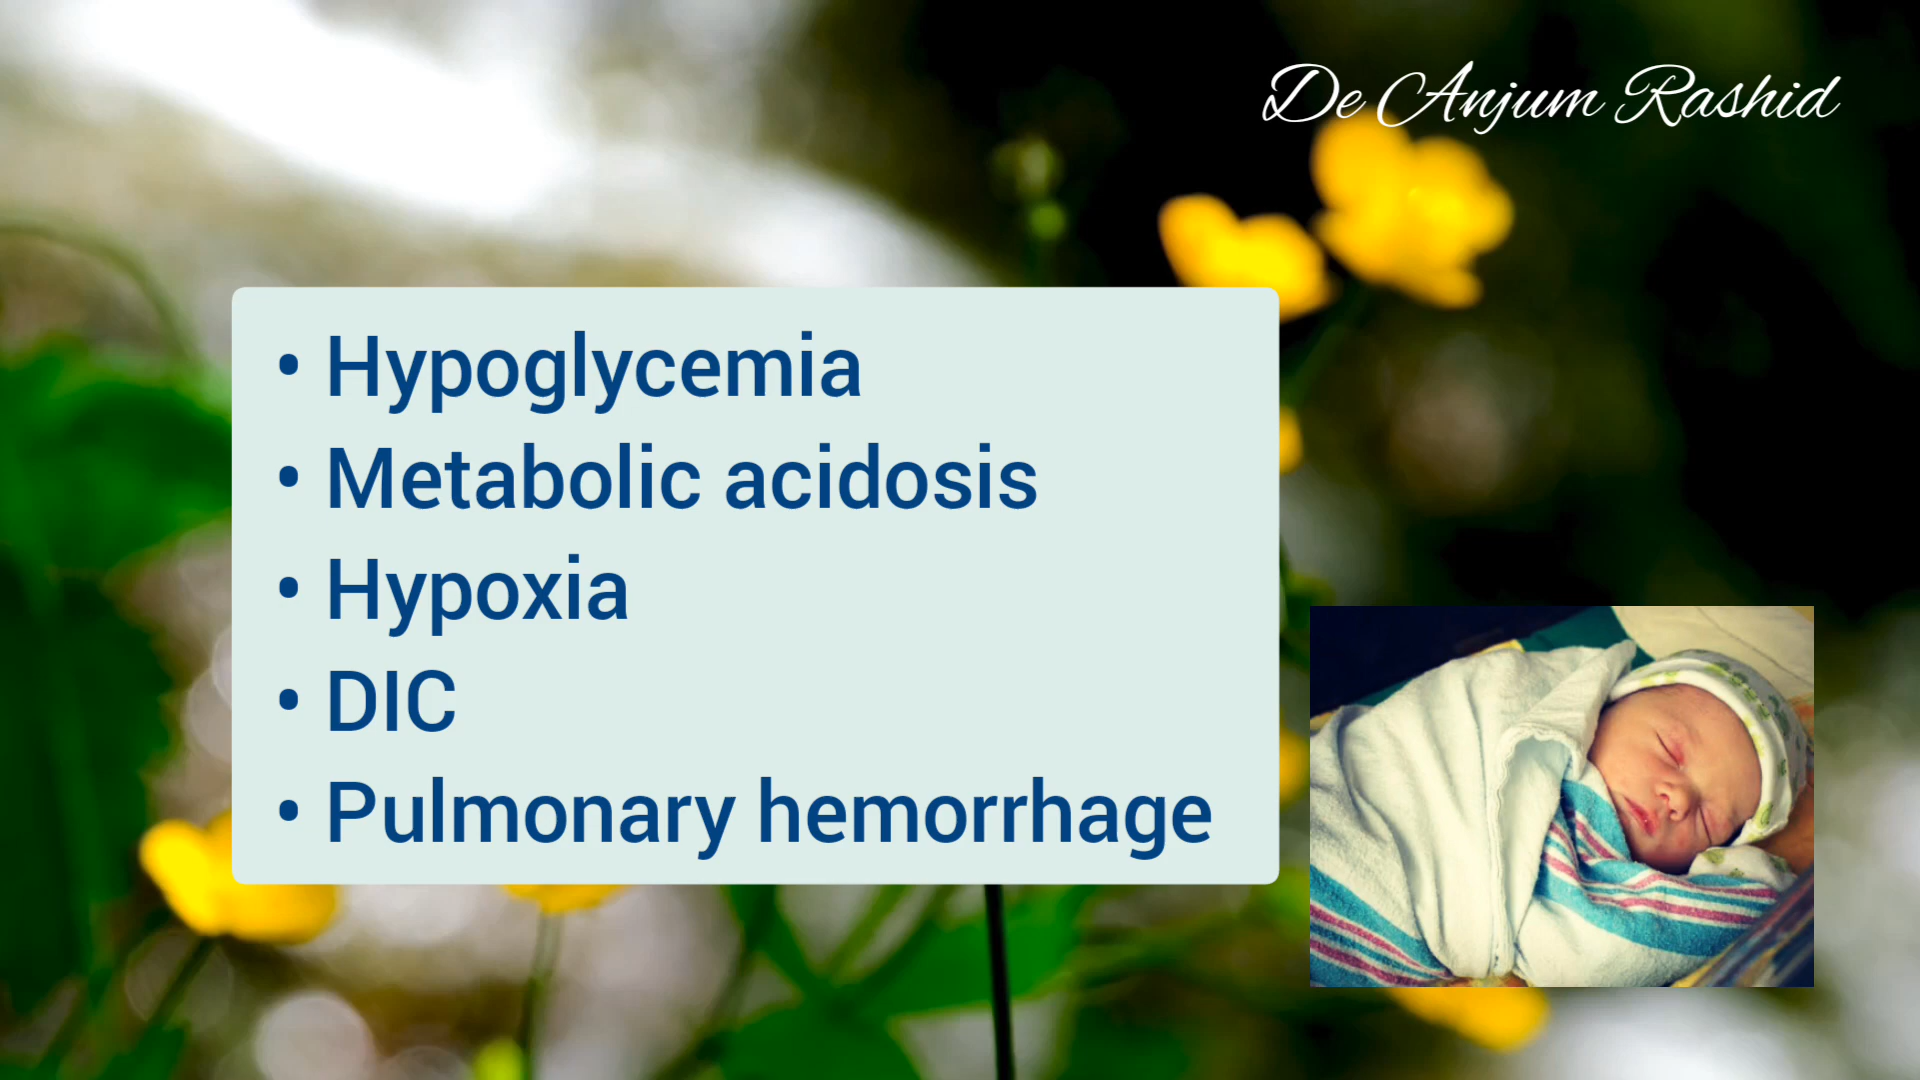 De Anjum Rashid
• Hypoglycemia
• Metabolic acidosis
• Hypoxia
• DIC
• Pulmonary hemorrhage